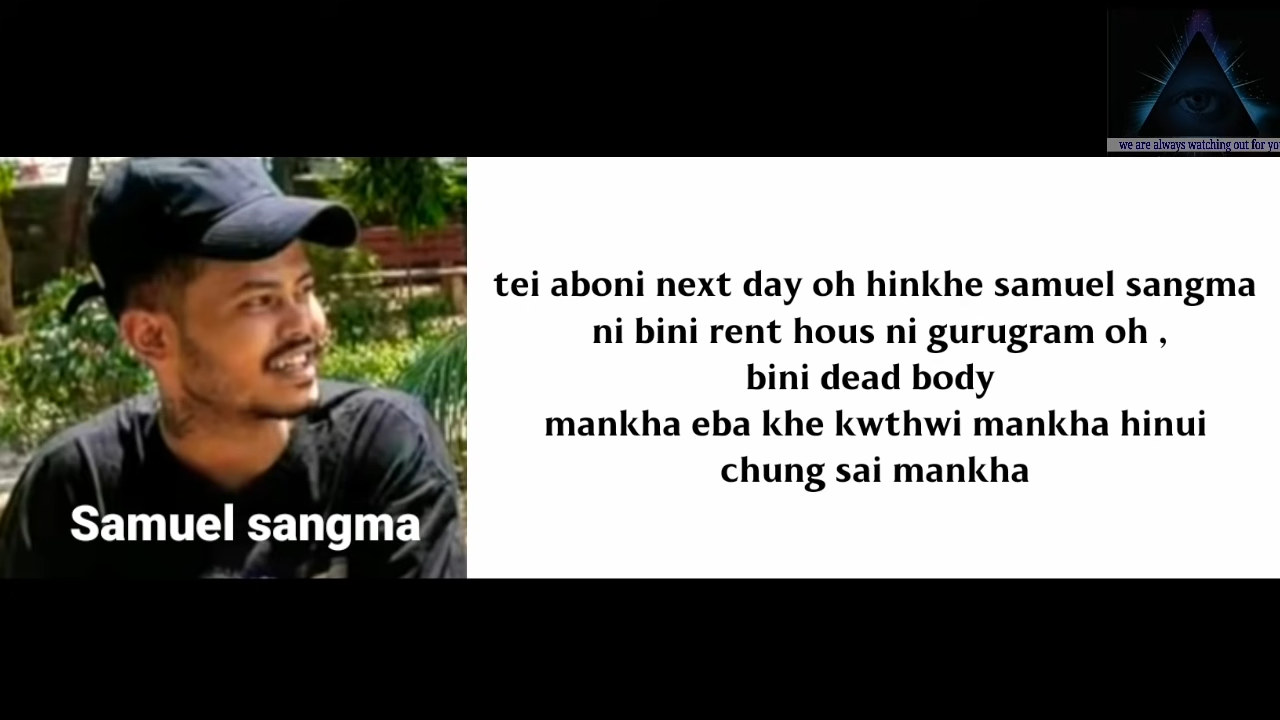 we are always watching out for yo
tei aboni next day oh hinkhe samuel sangma
ni bini rent hous ni gurugram oh ,
bini dead body
mankha eba khe kwthwi mankha hinui
chung sai mankha
Samuel sangma